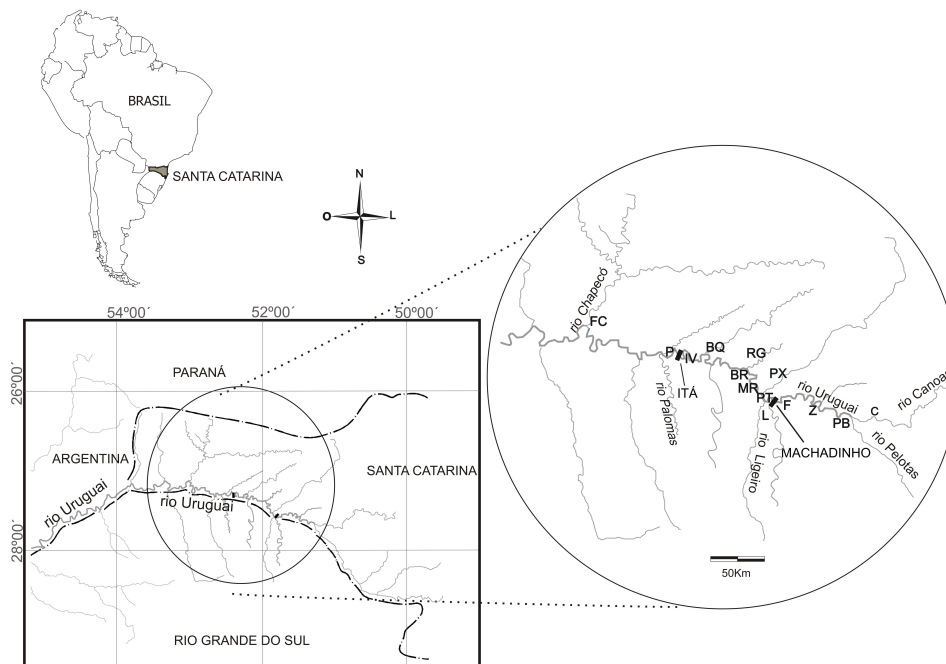 BRASIL
SANTA CATARINA
N
O
L
S
54º00´
52º00´
50º00´
26º00´
28º00´
PARANÁ
ARGENTINA
SANTA CATARINA
rio Uruguai
rio Uruguai
RIO GRANDE DO SUL
rio Chapecó
FC
P
IV
BQ
RG
BR
PX
MR
PT
F
L
Z
PB
C
ITÁ
rio Palomas
rio Uruguai
rio Canoa
rio Pelotas
rio Ligeiro
MACHADINHO
50Km